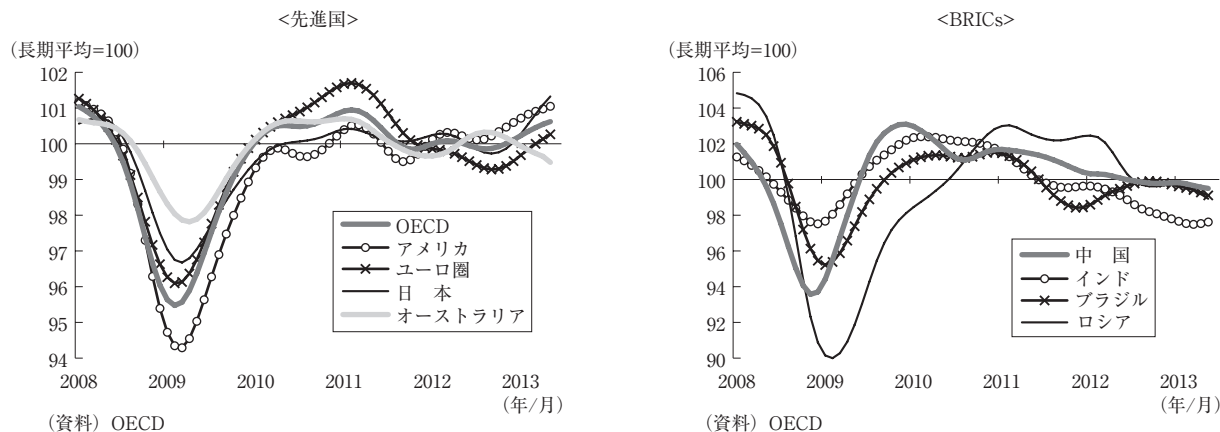 <先進国>
(長期平均=100)
102
101
100
99
98
97
96
95
94
2008 2009 2010 2011 2012 2013
(年/月)
OECD
アメリカ
ユーロ圏
日 本
オーストラリア
(資料) OECD
<BRICs>
(長期平均=100)
106
104
102
100
98
96
94
92
90
2008 2009 2010 2011 2012 2013
(年/月)
中 国
インド
ブラジル
ロシア
(資料) OECD